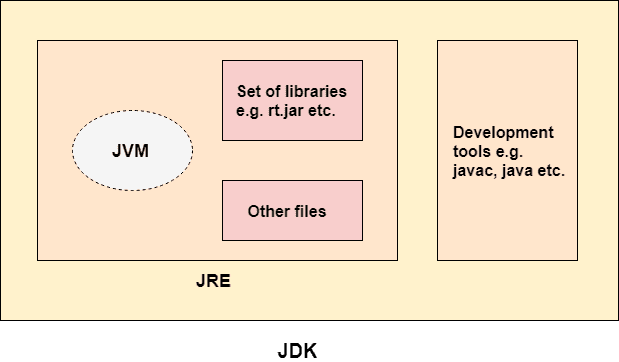 JVM
Set of libraries
e.g. rt.jar etc.
Other files
JRE
Development
tools e.g.
javac, java etc.
JDK